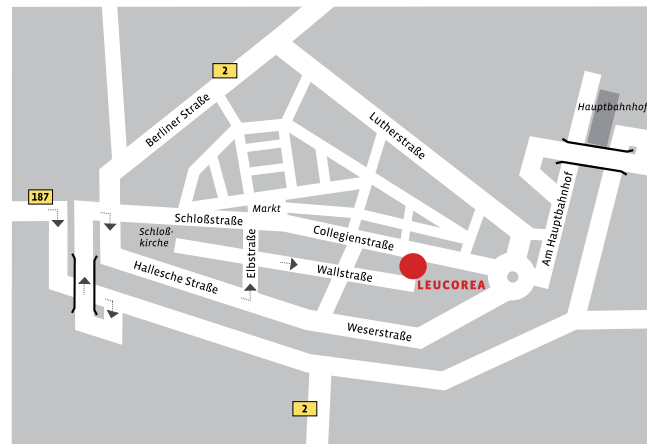 2
Berliner Straße
Lutherstraße
Hauptbahnhof
187
Markt
Schloßstraße
Schloß-
kirche
Collegienstraße
Elbstraße
Am Hauptbahnhof
Wallstraße
Hallesche Straße
LEUCOREA
Weserstraße
2